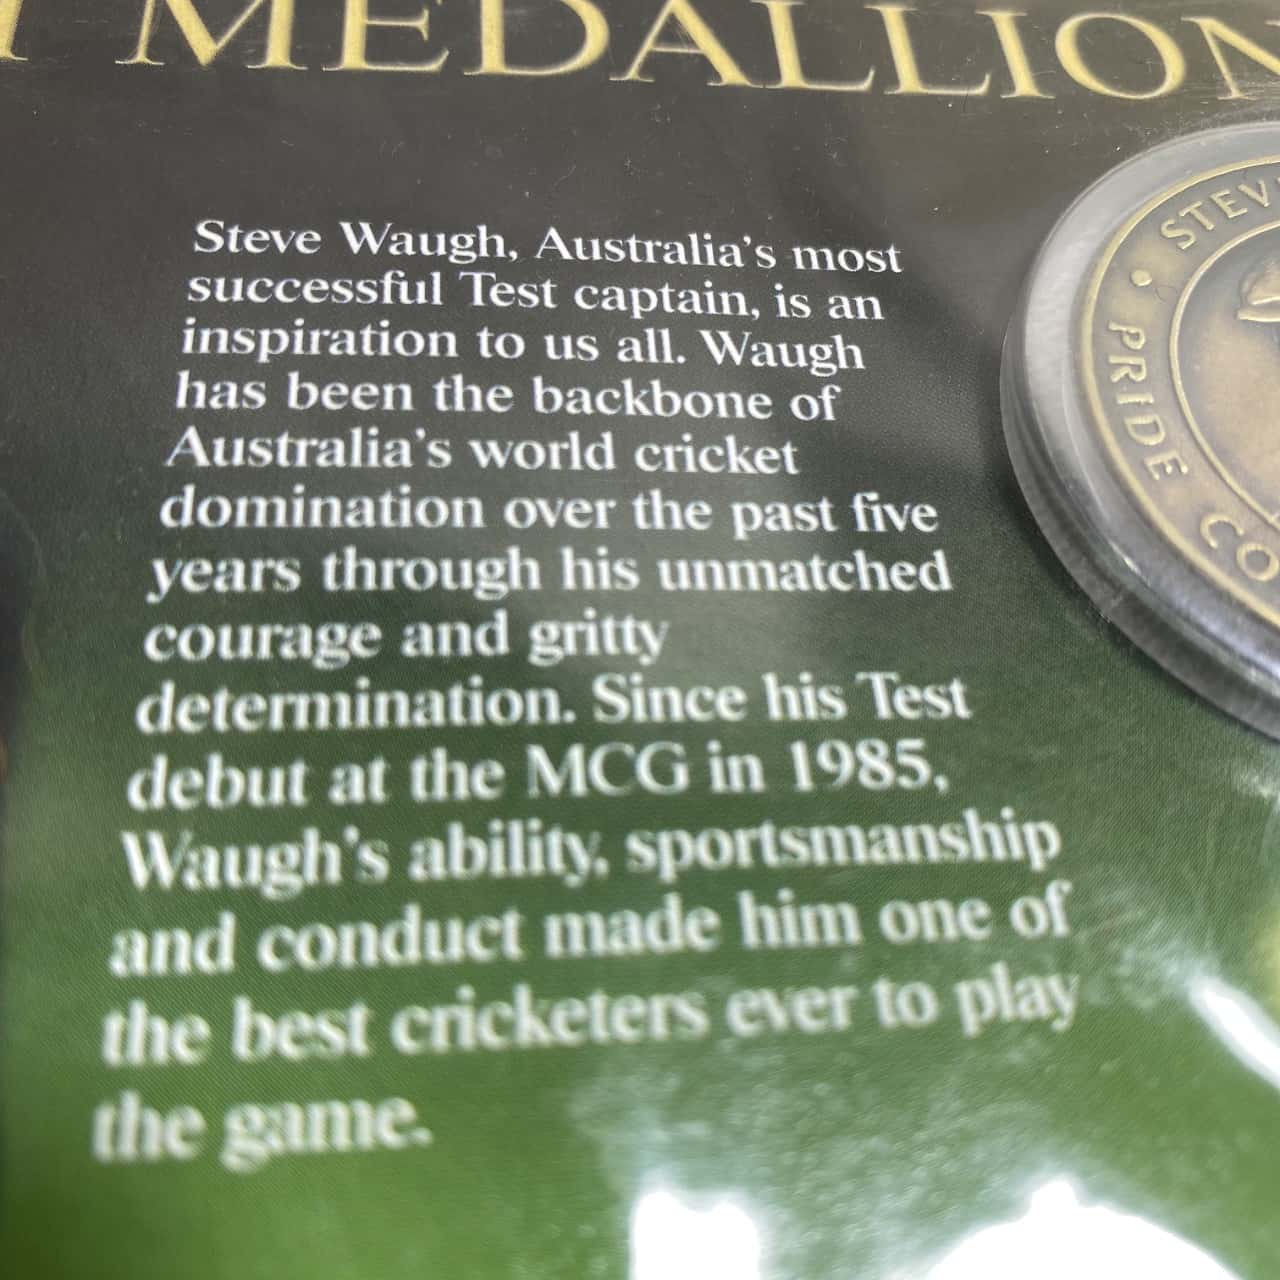 MEDALLION
Steve Waugh, Australia's most
successful Test captain, is an
inspiration to us all. Waugh
has been the backbone of
Australia's world cricket
domination over the past five
years through his unmatched
courage and gritty
determination. Since his Test
debut at the MCG in 1985,
Waugh's ability, sportsmanship
and conduct made him one of
the best cricketers ever to play
the game.
STEV
PRIDE CO